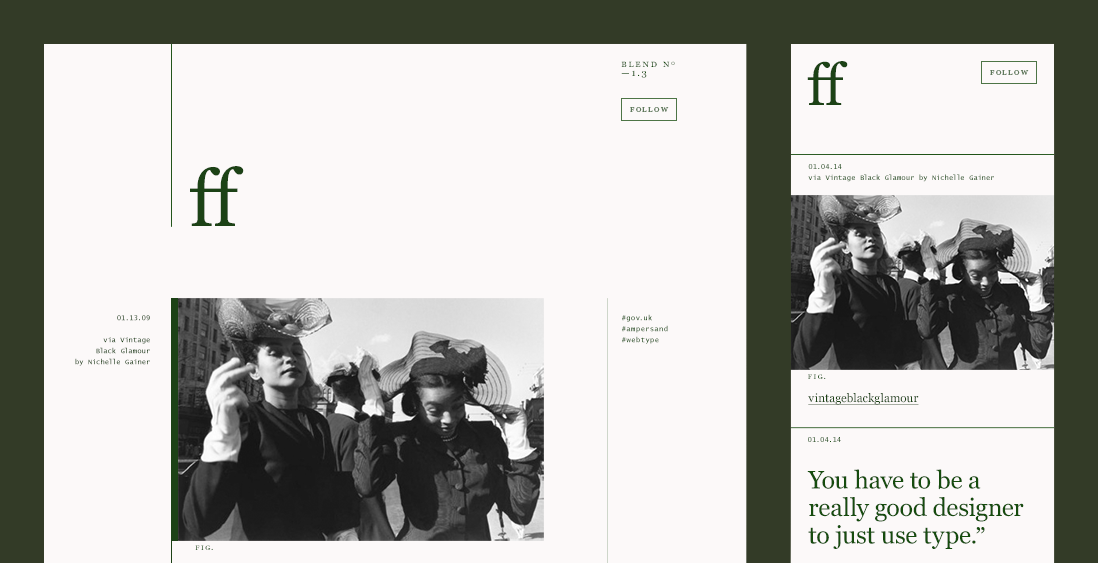 BLEND Nº
—1.3
FOLLOW
ff
01.13.09
via Vintage
Black Glamour
by Nichelle Gainer
#gov.uk
#ampersand
#webtype
FIG.
ff
FOLLOW
01.04.14
via Vintage Black Glamour by Nichelle Gainer
FIG.
vintageblackglamour
01.04.14
You have to be a
really good designer
to just use type.”